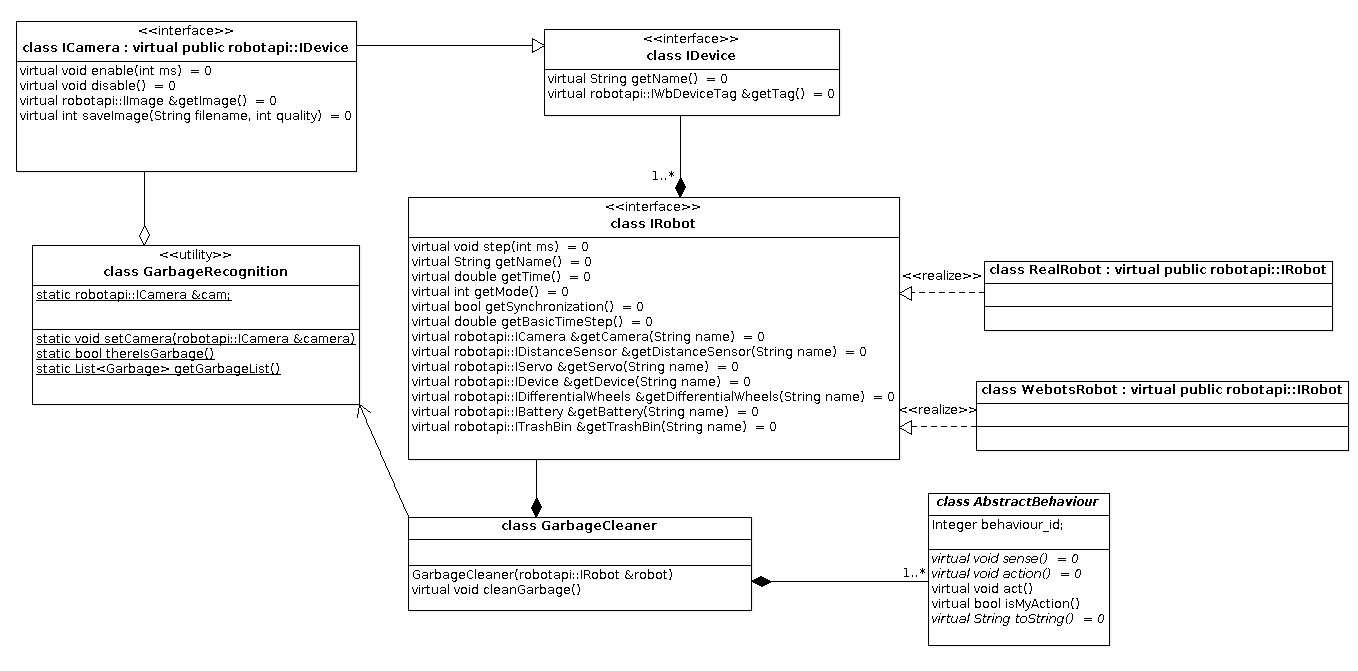 <<interface>>
class ICamera : virtual public robotapi::IDevice
virtual void enable(int ms)  = 0
virtual void disable()  = 0
virtual robotapi::IImage &getImage()  = 0
virtual int saveImage(String filename, int quality)  = 0
<<interface>>
class IDevice
virtual String getName()  = 0
virtual robotapi::IWbDeviceTag &getTag()  = 0
1..*
<<interface>>
class IRobot
virtual void step(int ms)  = 0
virtual String getName()  = 0
virtual double getTime()  = 0
virtual int getMode()  = 0
virtual bool getSynchronization()  = 0
virtual double getBasicTimeStep()  = 0
virtual robotapi::ICamera &getCamera(String name)  = 0
virtual robotapi::IDistanceSensor &getDistanceSensor(String name)  = 0
virtual robotapi::IServo &getServo(String name)  = 0
virtual robotapi::IDevice &getDevice(String name)  = 0
virtual robotapi::IDifferentialWheels &getDifferentialWheels(String name)  = 0
virtual robotapi::IBattery &getBattery(String name)  = 0
virtual robotapi::ITrashBin &getTrashBin(String name)  = 0
<<utility>>
class GarbageRecognition
static robotapi::ICamera &cam;
static void setCamera(robotapi::ICamera &camera)
static bool thereIsGarbage()
static List<Garbage> getGarbageList()
<<realize>>
class RealRobot : virtual public robotapi::IRobot
<<realize>>
class WebotsRobot : virtual public robotapi::IRobot
class GarbageCleaner
GarbageCleaner(robotapi::IRobot &robot)
virtual void cleanGarbage()
1..*
class AbstractBehaviour
Integer behaviour_id;
virtual void sense()  = 0
virtual void action()  = 0
virtual void act()
virtual bool isMyAction()
virtual String toString()  = 0